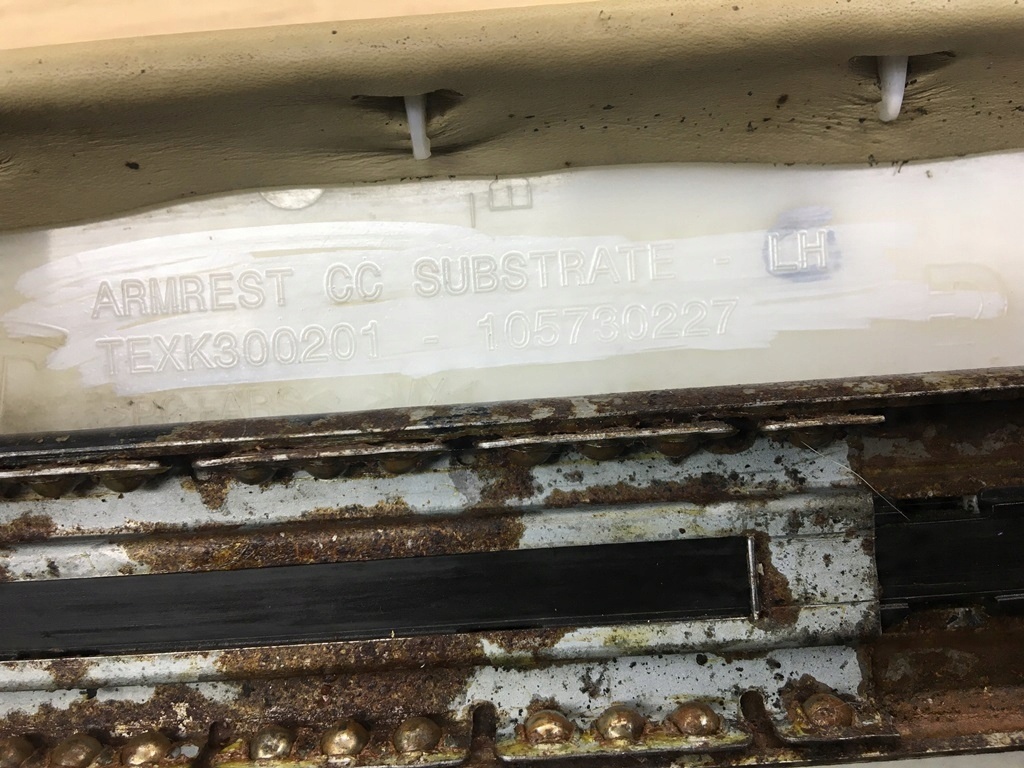 ARMREST CC SUBSTRATE - LH
TEXK300201 - 105730227